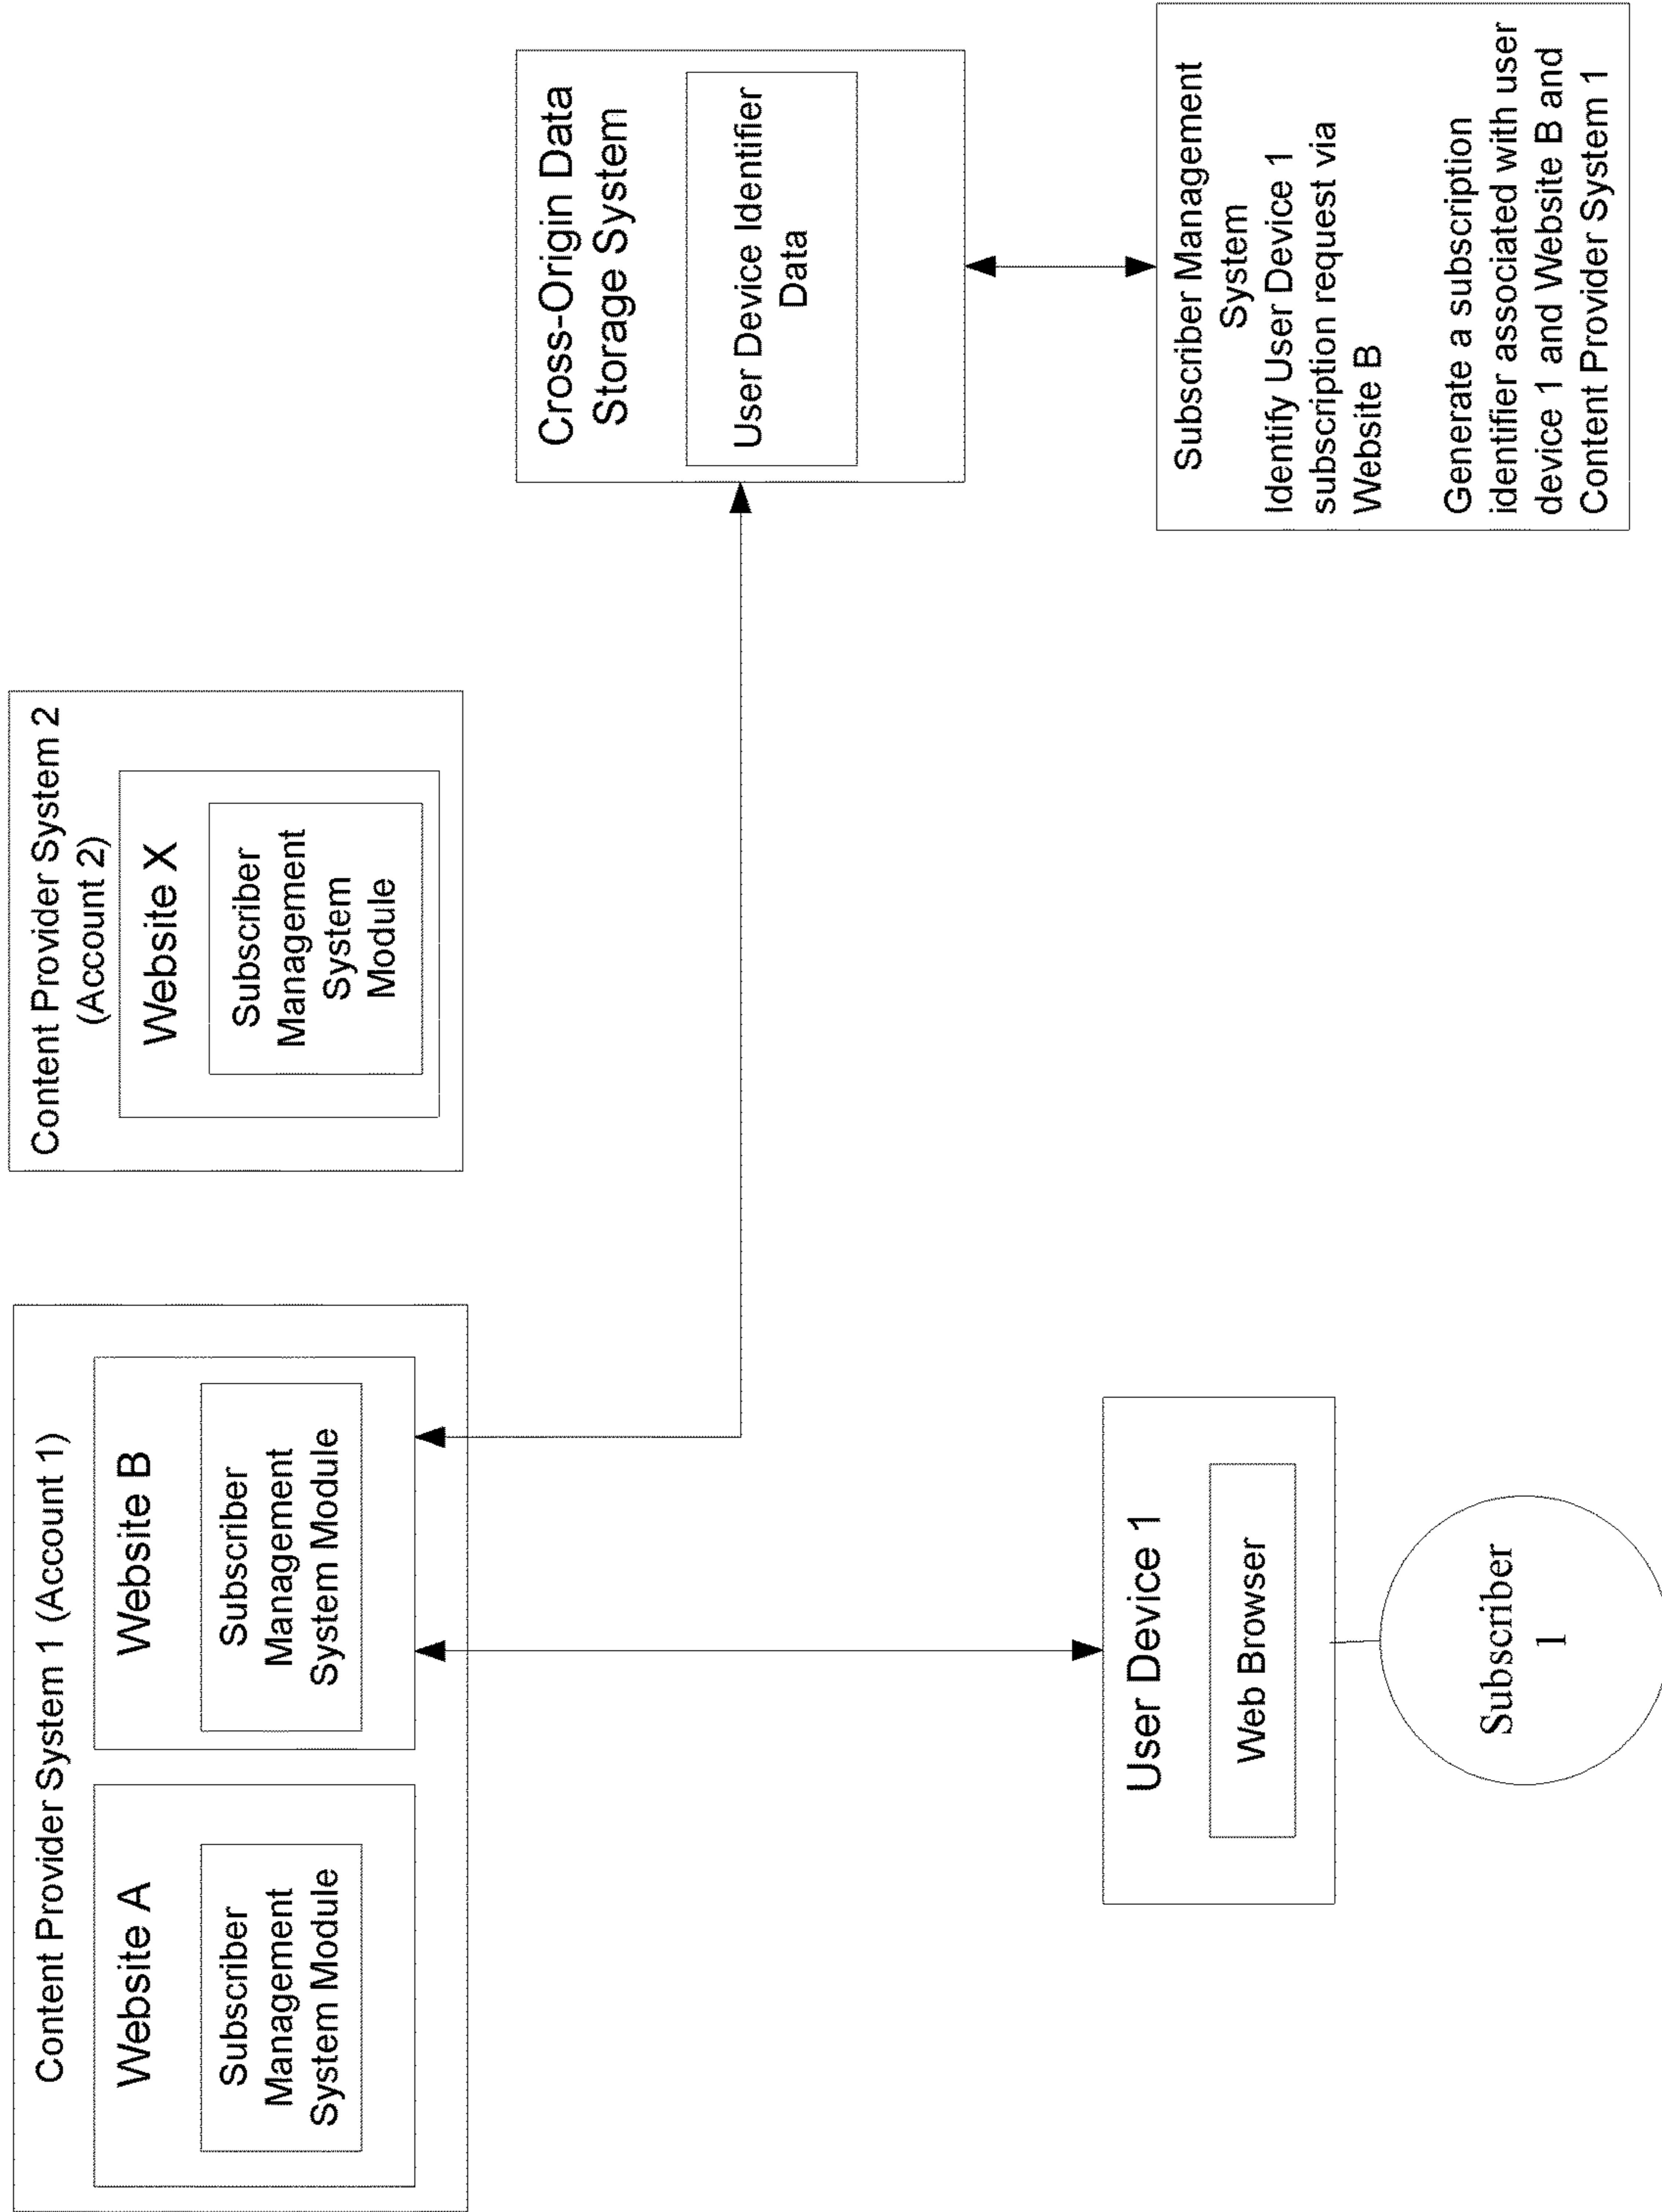 Content Provider System 1 (Account 1)
Website A
Subscriber
Management
System Module
Website B
Subscriber
Management
System Module
Content Provider System 2
(Account 2)
Website X
Subscriber
Management
System
Module
Cross-Origin Data
Storage System
User Device Identifier
Data
User Device 1
Web Browser
Subscriber
1
Subscriber Management
System
Identify User Device 1
subscription request via
Website B
Generate a subscription
identifier associated with user
device 1 and Website B and
Content Provider System 1